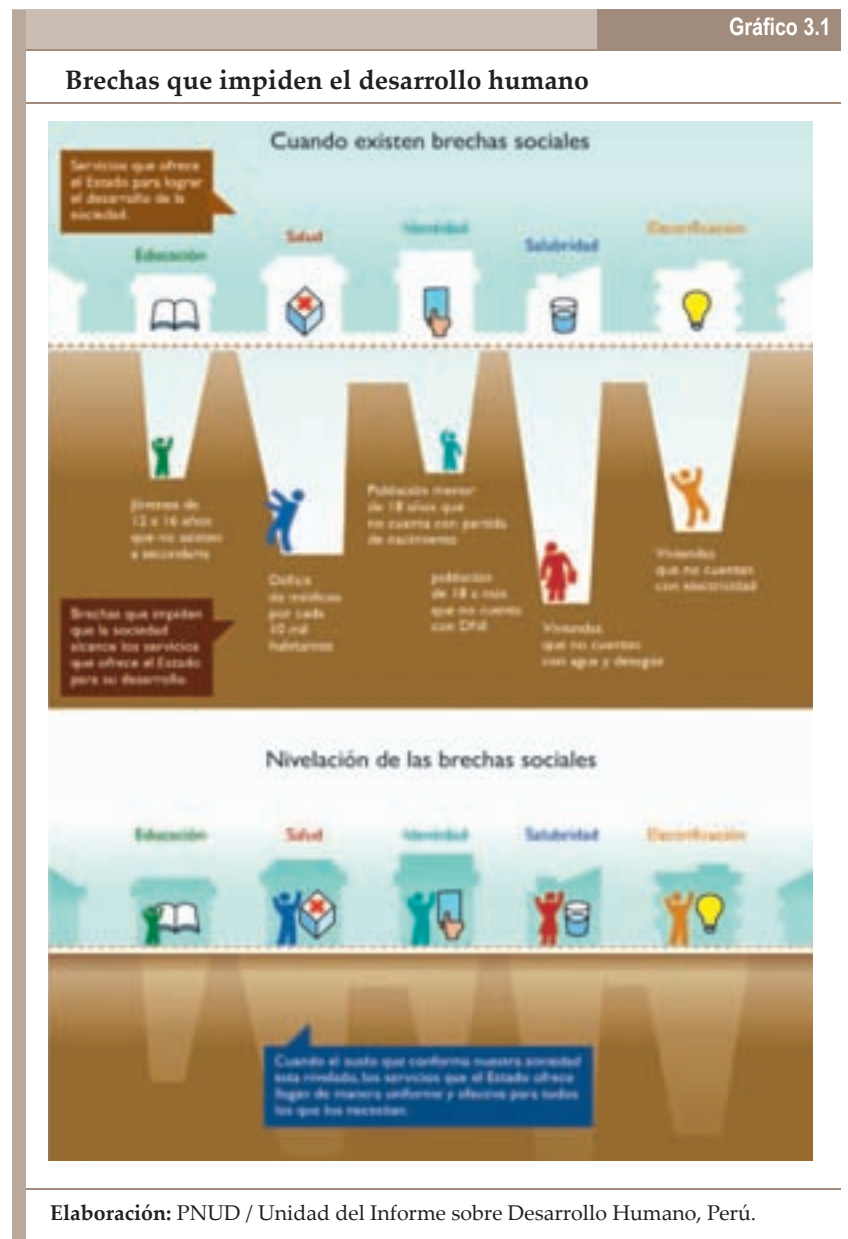 Gráfico 3.1
Brechas que impiden el desarrollo humano
Cuando existen brechas sociales
Servicios que ofrece
el Estado para lograr
el desarrollo de la
sociedad.
Educación
Salud
Identidad
Salubridad
Electrificación
Jóvenes de
12 a 16 años
que no asisten
a secundaria
Déficit
de médicos
por cada
10 mil
habitantes
Población menor
de 18 años que
no cuenta con partida
de nacimiento
población
de 18 a más
que no cuenta
con DNI
Viviendas
que no cuentan
con agua y desagüe
Viviendas
que no cuentan
con electricidad
Brechas que impiden
que la sociedad
alcance los servicios
que ofrece el Estado
para su desarrollo.
Nivelación de las brechas sociales
Educación
Salud
Identidad
Salubridad
Electrificación
Cuando el suelo que conforma nuestra sociedad
esta nivelado, los servicios que el Estado ofrece
llegan de manera uniforme y efectiva para todos
los que los necesitan.
Elaboración: PNUD / Unidad del Informe sobre Desarrollo Humano, Perú.